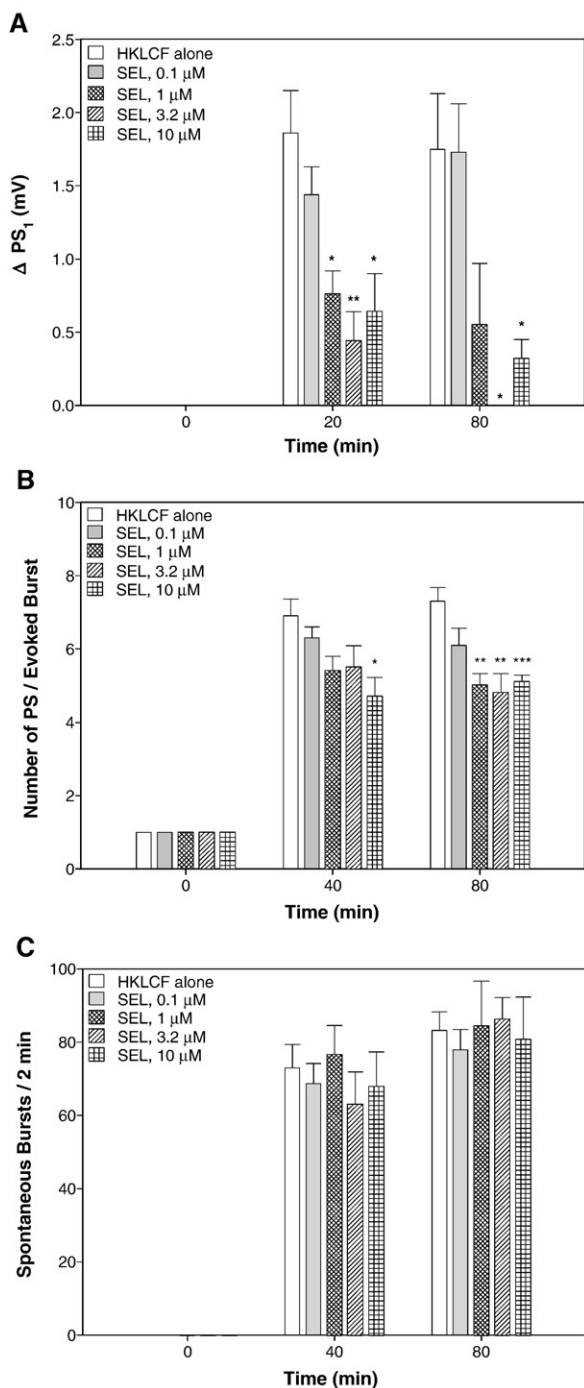 A
2.5
2.0
1.5
1.0
0.5
0.0
Δ PS₁ (mV)
HKLCF alone
SEL, 0.1 μM
SEL, 1 μM
SEL, 3.2 μM
SEL, 10 μM
*
**
*
*
*
0
20
80
Time (min)
B
10
8
6
4
2
0
Number of PS / Evoked Burst
HKLCF alone
SEL, 0.1 μM
SEL, 1 μM
SEL, 3.2 μM
SEL, 10 μM
*
** ** ***
0
40
80
Time (min)
C
100
80
60
40
20
0
Spontaneous Bursts / 2 min
HKLCF alone
SEL, 0.1 μM
SEL, 1 μM
SEL, 3.2 μM
SEL, 10 μM
0
40
80
Time (min)